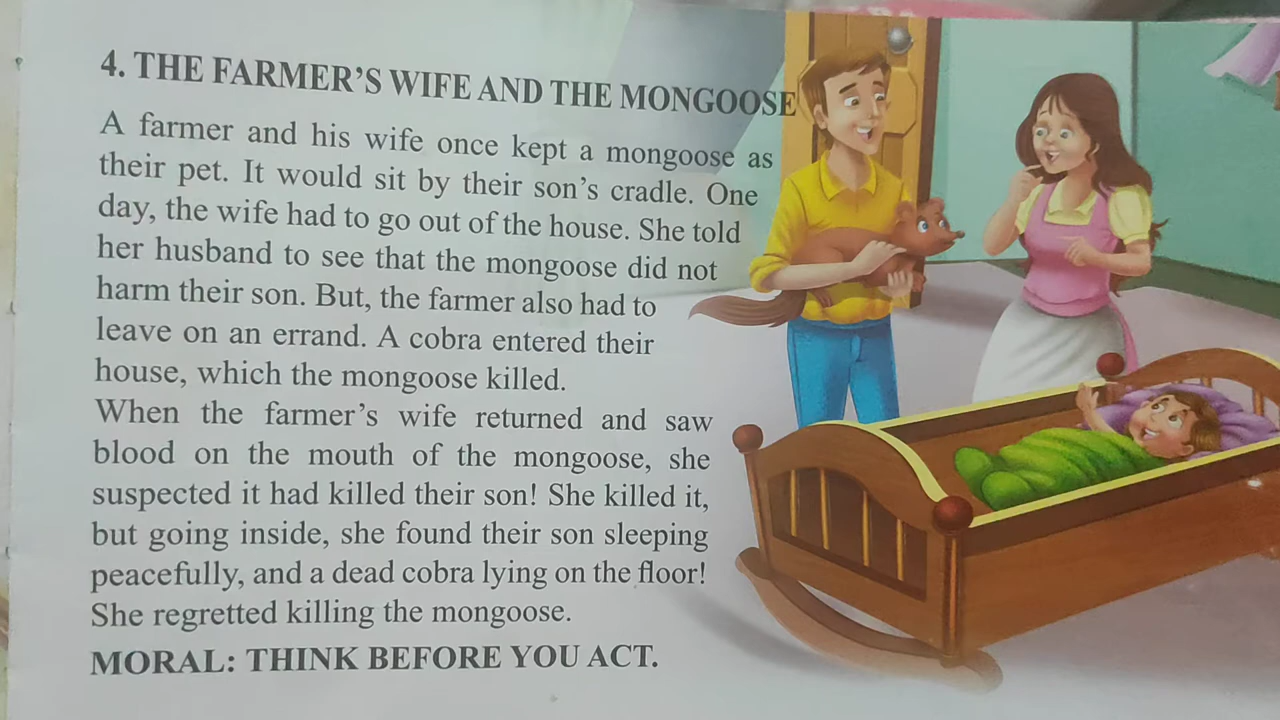 4. THE FARMER'S WIFE AND THE MONGOOSE
A farmer and his wife once kept a mongoose as
their pet. It would sit by their son's cradle. One
day, the wife had to go out of the house. She told
her husband to see that the mongoose did not
harm their son. But, the farmer also had to
leave on an errand. A cobra entered their
house, which the mongoose killed.
When the farmer's wife returned and saw
blood on the mouth of the mongoose, she
suspected it had killed their son! She killed it,
but going inside, she found their son sleeping
peacefully, and a dead cobra lying on the floor!
She regretted killing the mongoose.
MORAL: THINK BEFORE YOU ACT.